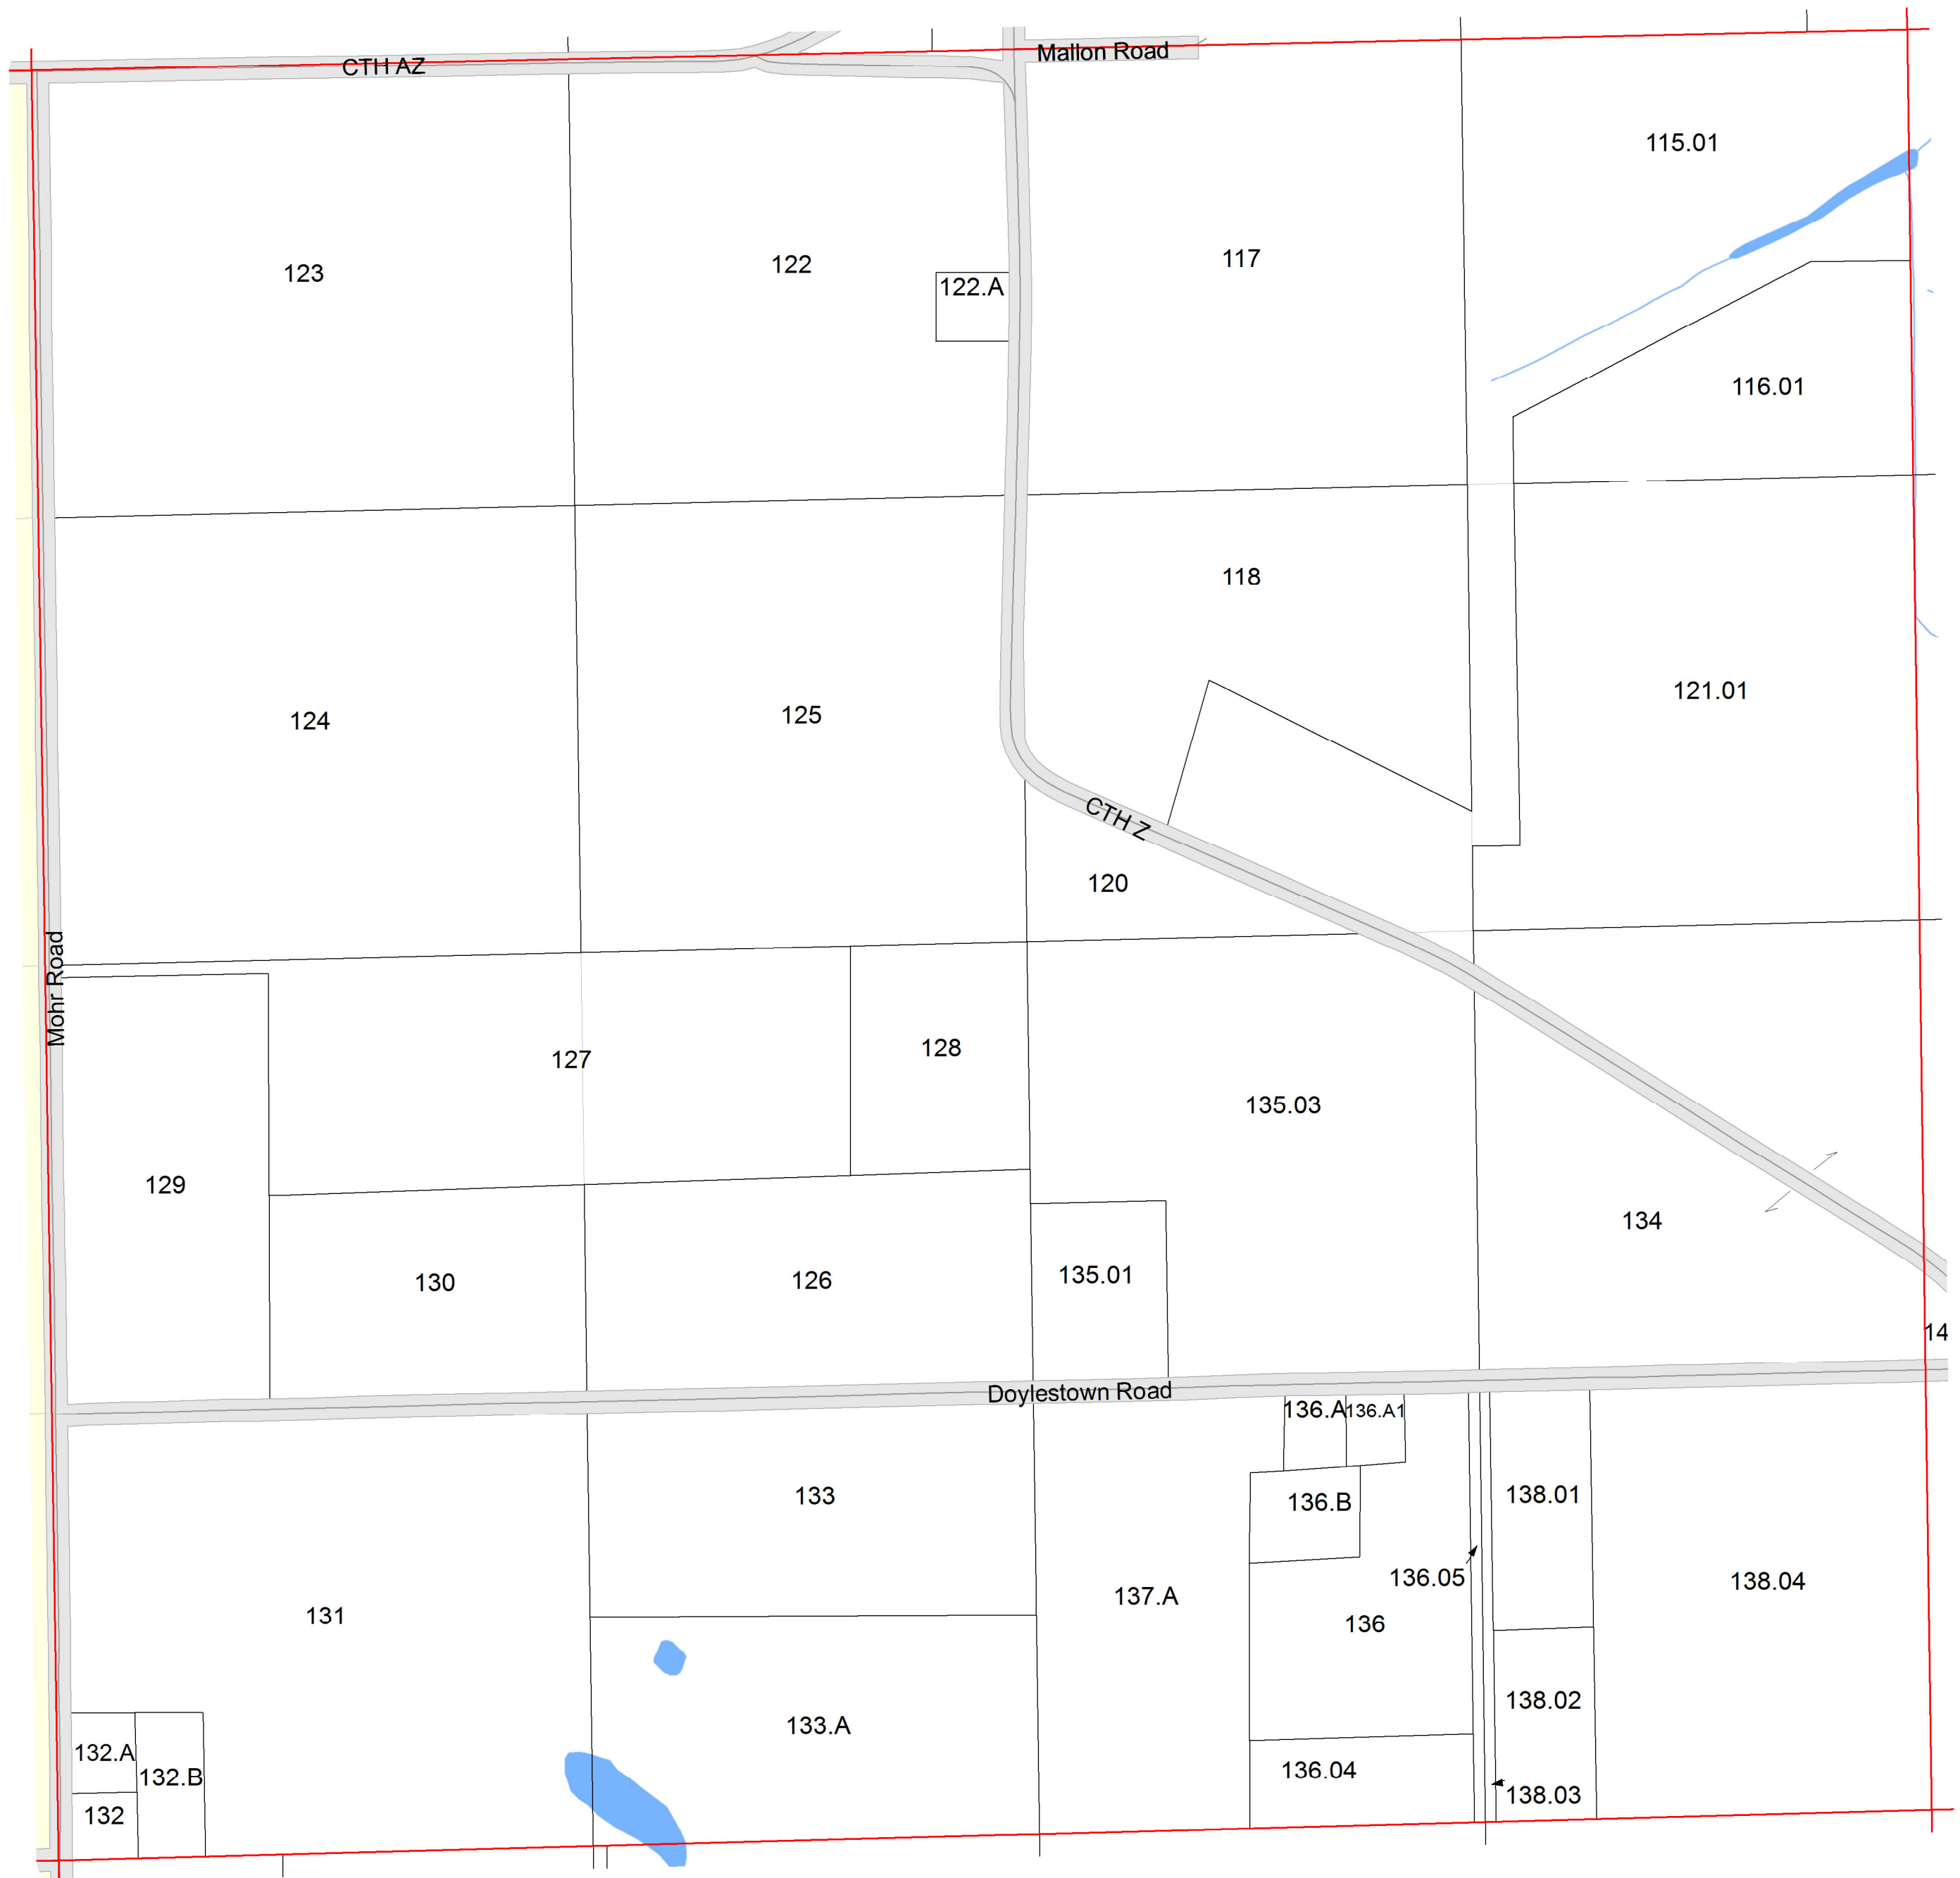 CTH AZ
Mallon Road
115.01
123
122
117
122.A
116.01
118
124
125
121.01
CTH Z
120
Mohr Road
127
128
135.03
129
134
130
126
135.01
14
Doylestown Road
136.A
136.A1
133
136.B
138.01
136.05
138.04
137.A
131
136
138.02
133.A
132.A
136.04
132.B
138.03
132